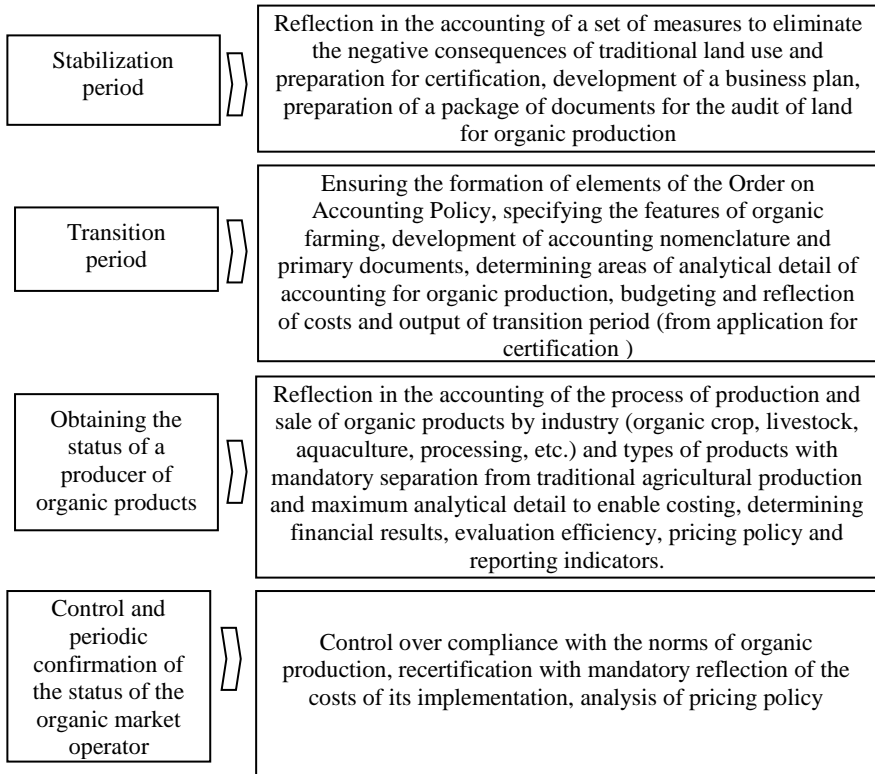 Stabilization
period
Reflection in the accounting of a set of measures to eliminate
the negative consequences of traditional land use and
preparation for certification, development of a business plan,
preparation of a package of documents for the audit of land
for organic production
Transition
period
Ensuring the formation of elements of the Order on
Accounting Policy, specifying the features of organic
farming, development of accounting nomenclature and
primary documents, determining areas of analytical detail of
accounting for organic production, budgeting and reflection
of costs and output of transition period (from application for
certification )
Obtaining the
status of a
producer of
organic products
Reflection in the accounting of the process of production and
sale of organic products by industry (organic crop, livestock,
aquaculture, processing, etc.) and types of products with
mandatory separation from traditional agricultural production
and maximum analytical detail to enable costing, determining
financial results, evaluation efficiency, pricing policy and
reporting indicators.
Control and
periodic
confirmation of
the status of the
organic market
operator
Control over compliance with the norms of organic
production, recertification with mandatory reflection of the
costs of its implementation, analysis of pricing policy